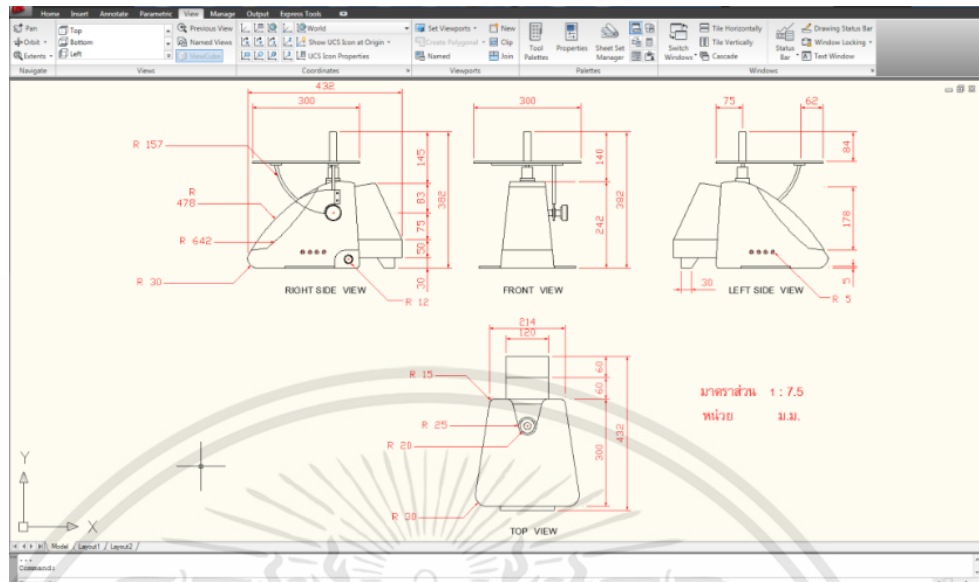 Home Insert Annotate Parametric View Manage Output Express Tools
Pan
Orbit
Extents
Top
Bottom
Left
Previous View
Named Views
ViewCube
World
Show UCS Icon at Origin
UCS Icon Properties
Set Viewports
Create Polygonal
Named
New
Clip
Join
Tool Palettes
Properties
Sheet Set Manager
Switch Windows
Tile Horizontally
Tile Vertically
Cascade
Status Bar
Drawing Status Bar
Window Locking
Text Window
Navigate Views Coordinates Viewports Palettes Windows
432
300
R 157
R 478
R 642
R 30
R 12
145
83
75
50
30
382
RIGHT SIDE VIEW
300
140
242
382
FRONT VIEW
75
62
84
178
5
30
R 5
LEFT SIDE VIEW
214
120
60
60
300
432
R 15
R 25
R 20
TOP VIEW
มาตราส่วน 1 : 7.5
หน่วย ม.ม.
Y
X
Model Layout1 Layout2
Command: